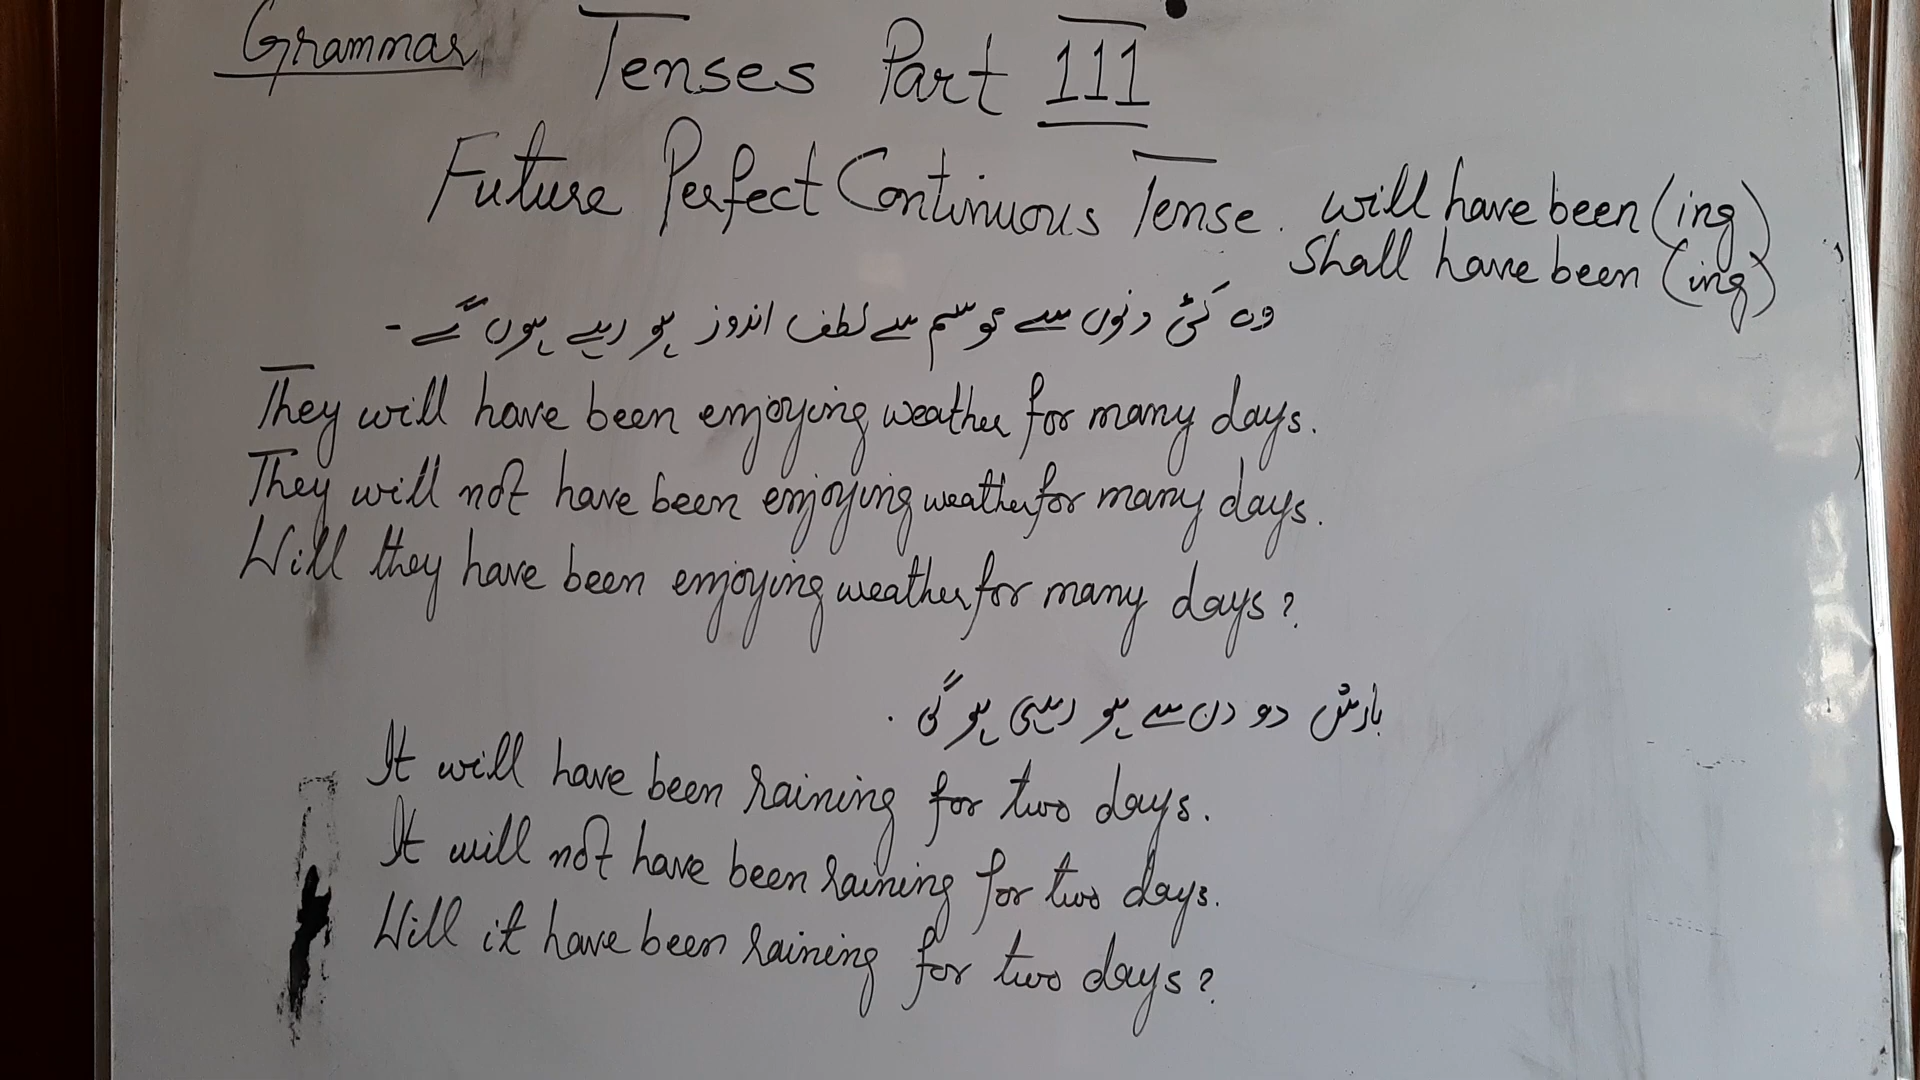 Grammar Tenses Part 111
Future Perfect Continuous Tense. will have been (ing)
shall have been (ing)
وہ کئی دنوں سے موسم سے لطف اندوز ہو رہے ہوں گے-
They will have been enjoying weather for many days.
They will not have been enjoying weather for many days.
Will they have been enjoying weather for many days?
بارش دو دن سے ہو رہی ہو گی.
It will have been raining for two days.
It will not have been raining for two days.
Will it have been raining for two days?